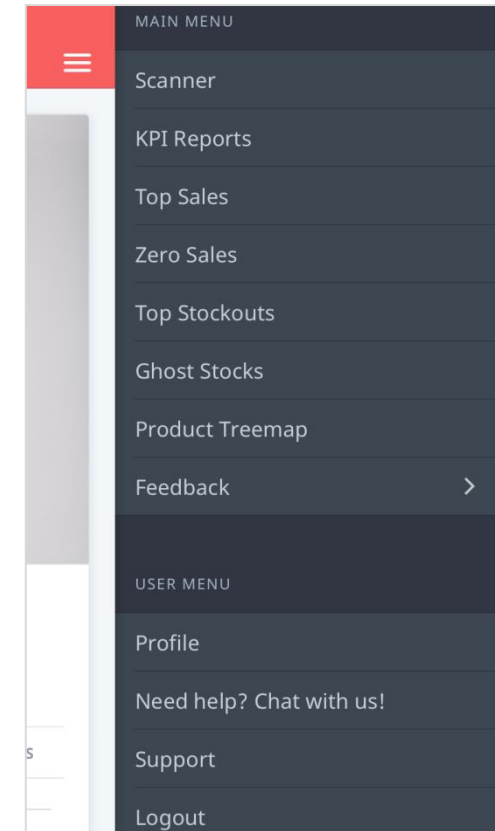 MAIN MENU
Scanner
KPI Reports
Top Sales
Zero Sales
Top Stockouts
Ghost Stocks
Product Treemap
Feedback
USER MENU
Profile
Need help? Chat with us!
s
Support
Logout